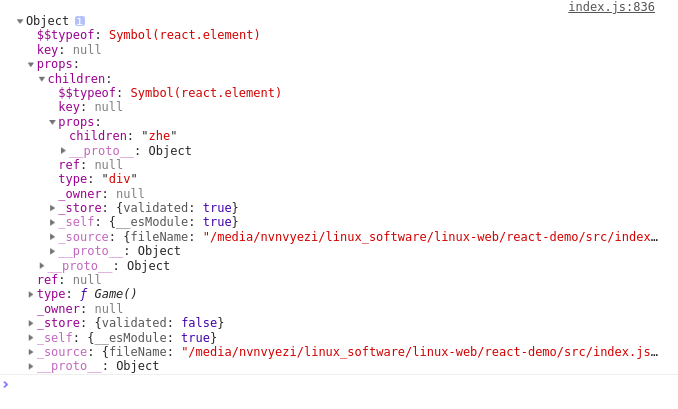 index.js:836
Object i
$$typeof: Symbol(react.element)
key: null
props:
children:
$$typeof: Symbol(react.element)
key: null
props:
children: "zhe"
__proto__: Object
ref: null
type: "div"
_owner: null
_store: {validated: true}
_self: {__esModule: true}
_source: {fileName: "/media/nvnvyezi/linux_software/linux-web/react-demo/src/index…
__proto__: Object
__proto__: Object
ref: null
type: ƒ Game()
_owner: null
_store: {validated: false}
_self: {__esModule: true}
_source: {fileName: "/media/nvnvyezi/linux_software/linux-web/react-demo/src/index.js…
__proto__: Object